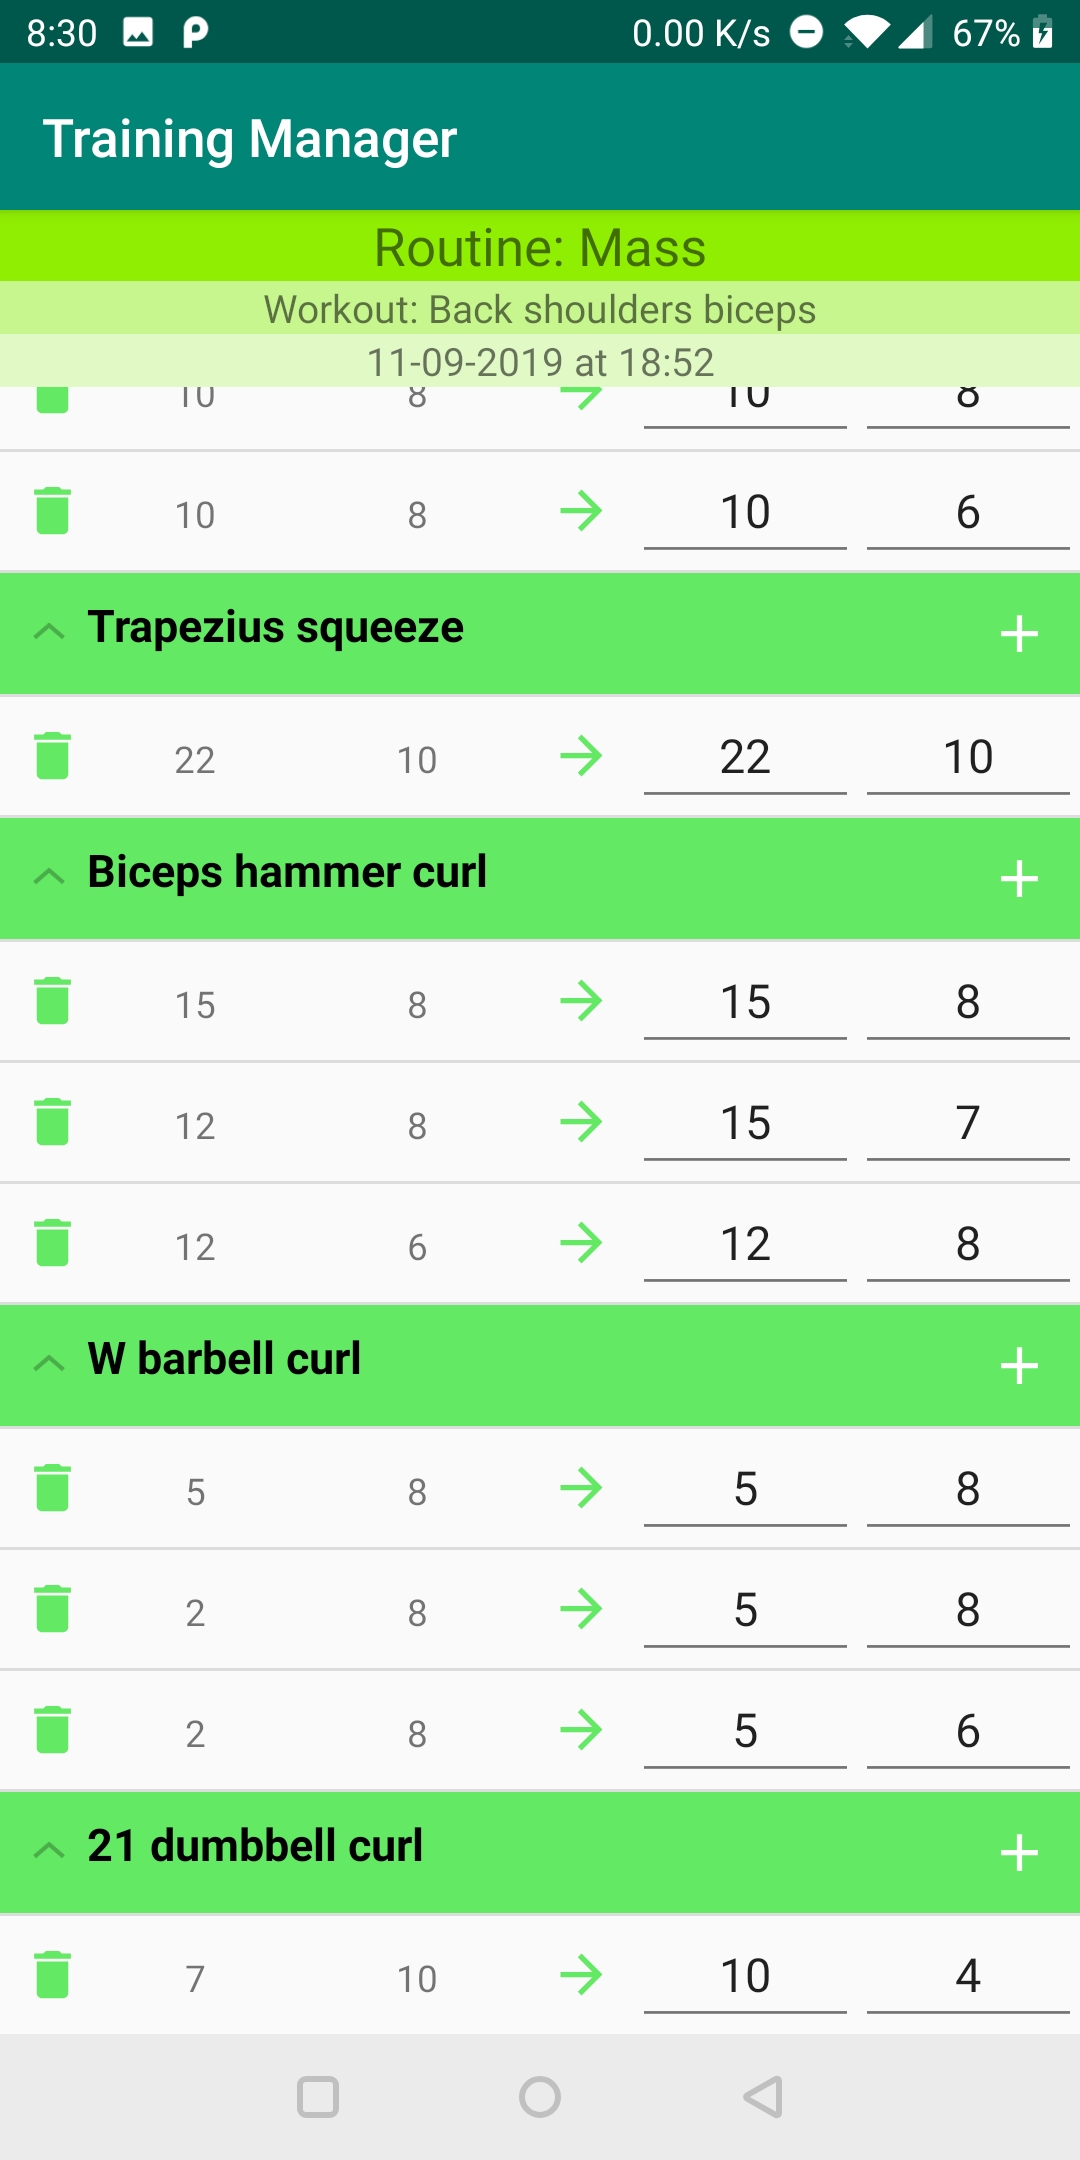 8:30 0.00 K/s 67%
Training Manager
Routine: Mass
Workout: Back shoulders biceps
11-09-2019 at 18:52
10 8 10 8
10 8 10 6
Trapezius squeeze
22 10 22 10
Biceps hammer curl
15 8 15 8
12 8 15 7
12 6 12 8
W barbell curl
5 8 5 8
2 8 5 8
2 8 5 6
21 dumbbell curl
7 10 10 4